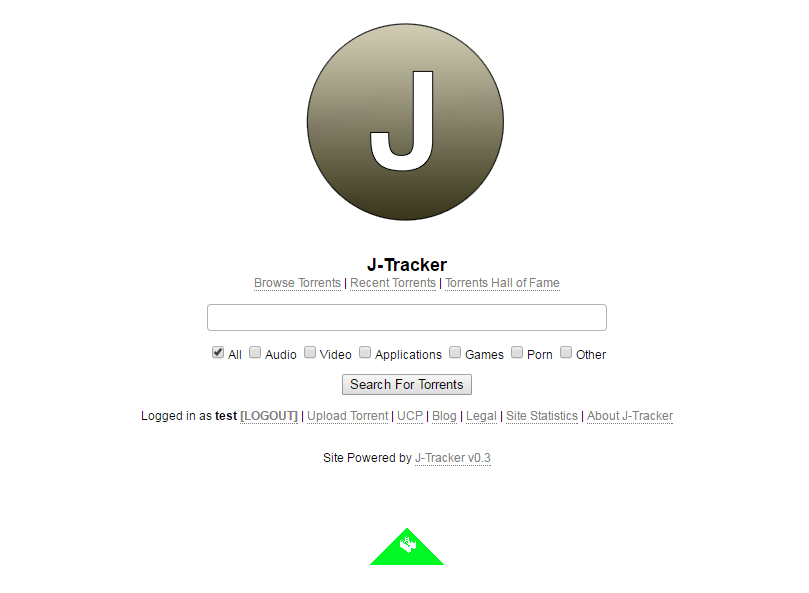 J
J-Tracker
Browse Torrents | Recent Torrents | Torrents Hall of Fame
All Audio Video Applications Games Porn Other
Search For Torrents
Logged in as test [LOGOUT] | Upload Torrent | UCP | Blog | Legal | Site Statistics | About J-Tracker
Site Powered by J-Tracker v0.3